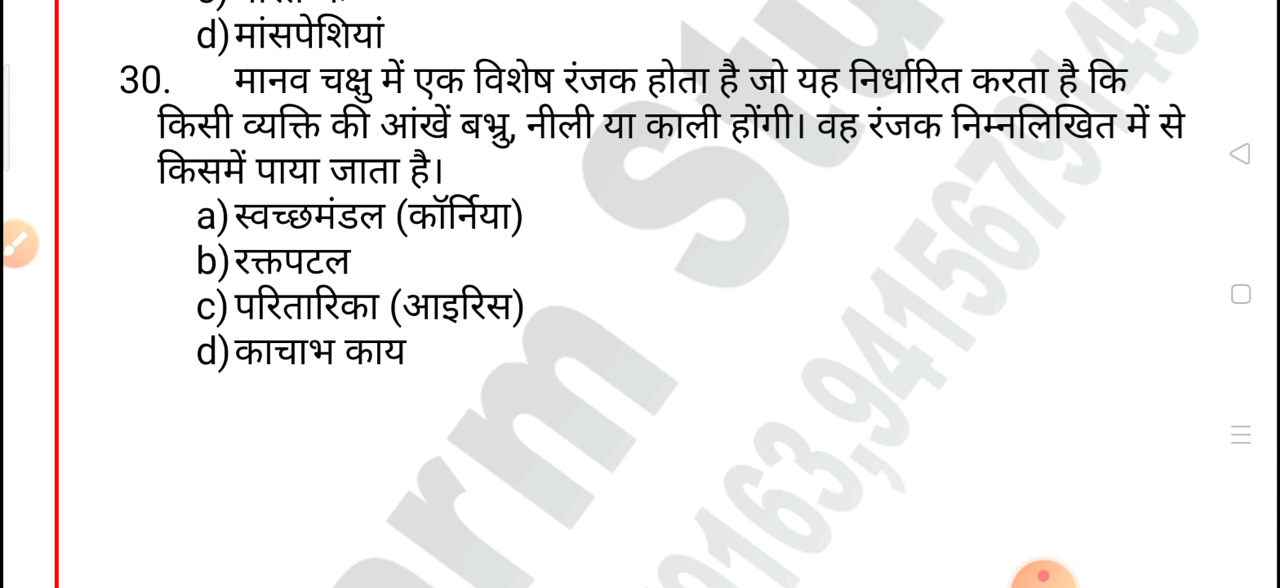 d) मांसपेशियां
30. मानव चक्षु में एक विशेष रंजक होता है जो यह निर्धारित करता है कि
किसी व्यक्ति की आंखें बभ्रु, नीली या काली होंगी। वह रंजक निम्नलिखित में से
किसमें पाया जाता है।
a) स्वच्छमंडल (कॉर्निया)
b) रक्तपटल
c) परितारिका (आइरिस)
d) काचाभ काय